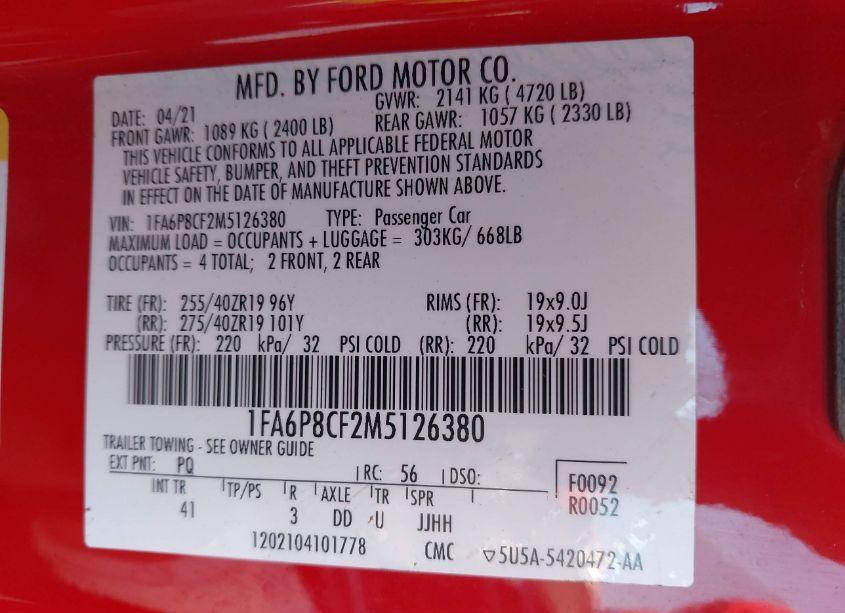 MFD. BY FORD MOTOR CO.
DATE: 04/21 GVWR: 2141 KG ( 4720 LB)
FRONT GAWR: 1089 KG ( 2400 LB) REAR GAWR: 1057 KG ( 2330 LB)
THIS VEHICLE CONFORMS TO ALL APPLICABLE FEDERAL MOTOR
VEHICLE SAFETY, BUMPER, AND THEFT PREVENTION STANDARDS
IN EFFECT ON THE DATE OF MANUFACTURE SHOWN ABOVE.
VIN: 1FA6P8CF2M5126380 TYPE: Passenger Car
MAXIMUM LOAD = OCCUPANTS + LUGGAGE = 303KG/ 668LB
OCCUPANTS = 4 TOTAL; 2 FRONT, 2 REAR
TIRE (FR): 255/40ZR19 96Y RIMS (FR): 19x9.0J
(RR): 275/40ZR19 101Y (RR): 19x9.5J
PRESSURE (FR): 220 kPa/ 32 PSI COLD (RR): 220 kPa/ 32 PSI COLD
1FA6P8CF2M5126380
TRAILER TOWING - SEE OWNER GUIDE
EXT PNT: PQ RC: 56 DSO: F0092
INT TR TP/PS R AXLE TR SPR R0052
41 3 DD U JJHH
1202104101778 CMC ▽5U5A-5420472-AA